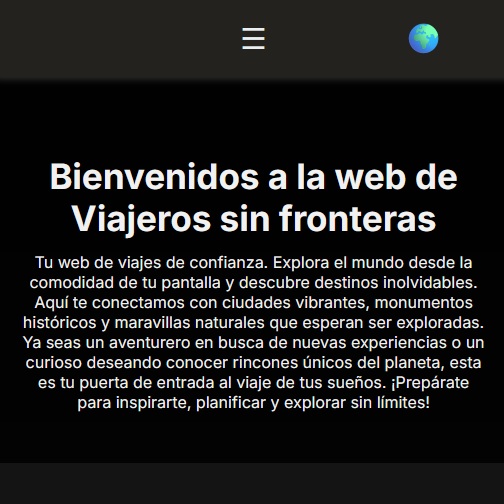 Bienvenidos a la web de
Viajeros sin fronteras
Tu web de viajes de confianza. Explora el mundo desde la
comodidad de tu pantalla y descubre destinos inolvidables.
Aquí te conectamos con ciudades vibrantes, monumentos
históricos y maravillas naturales que esperan ser exploradas.
Ya seas un aventurero en busca de nuevas experiencias o un
curioso deseando conocer rincones únicos del planeta, esta
es tu puerta de entrada al viaje de tus sueños. ¡Prepárate
para inspirarte, planificar y explorar sin límites!